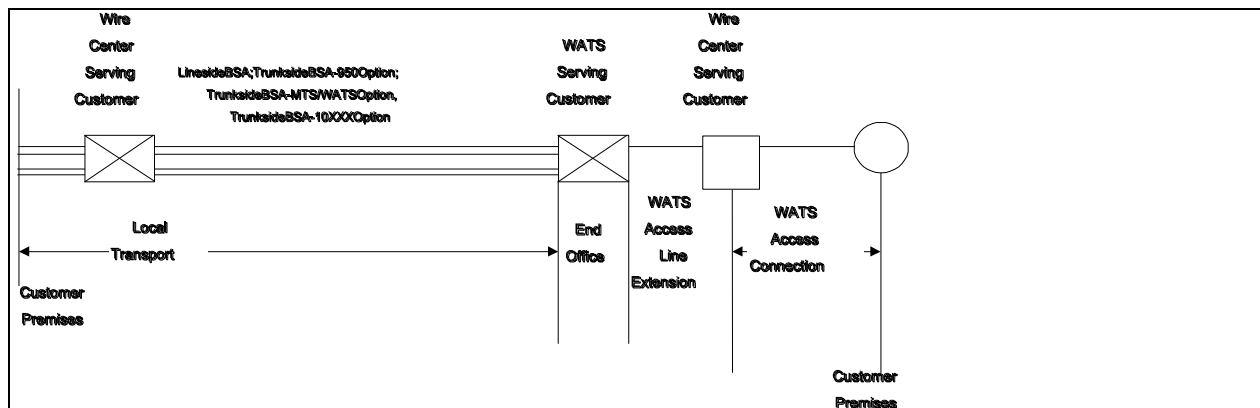 Wire
Center
Serving
Customer
LinesideBSA;TrunksideBSA-950Option;
TrunksideBSA-MTS/WATSOption,
TrunksideBSA-10XXXOption
WATS
Serving
Customer
Wire
Center
Serving
Customer
Local
Transport
End
Office
WATS
Access
Line
Extension
WATS
Access
Connection
Customer
Premises
Customer
Premises